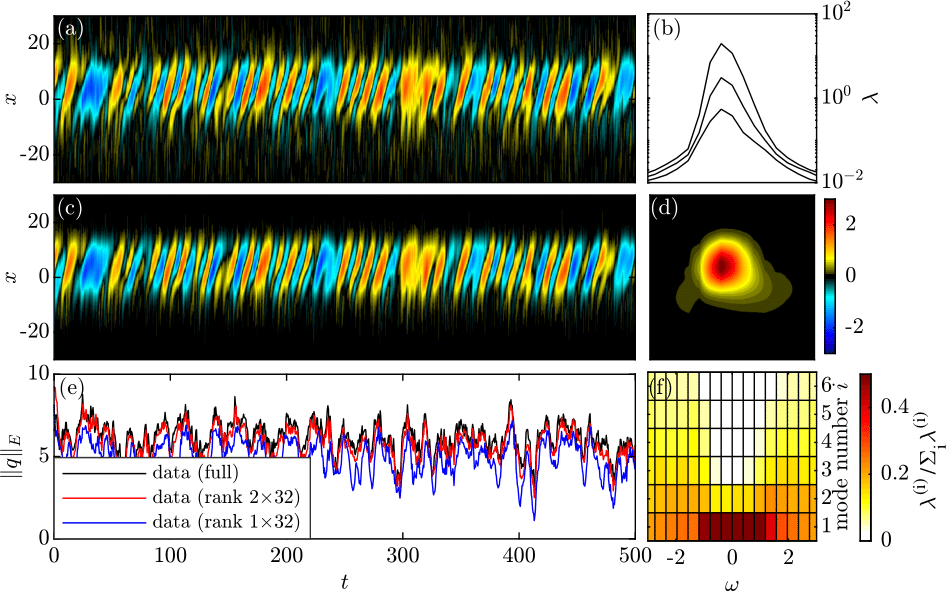 (a)
20
0
-20
x
(b)
10^2
10^0
10^{-2}
λ
(c)
20
0
-20
x
(d)
2
0
-2
(e)
10
5
0
||q||_E
data (full)
data (rank 2×32)
data (rank 1×32)
0
100
200
300
400
500
t
(f)
6
5
4
3
2
1
mode number i
-2
0
2
ω
0.4
0.2
0
λ^{(i)}/Σ_iλ^{(i)}